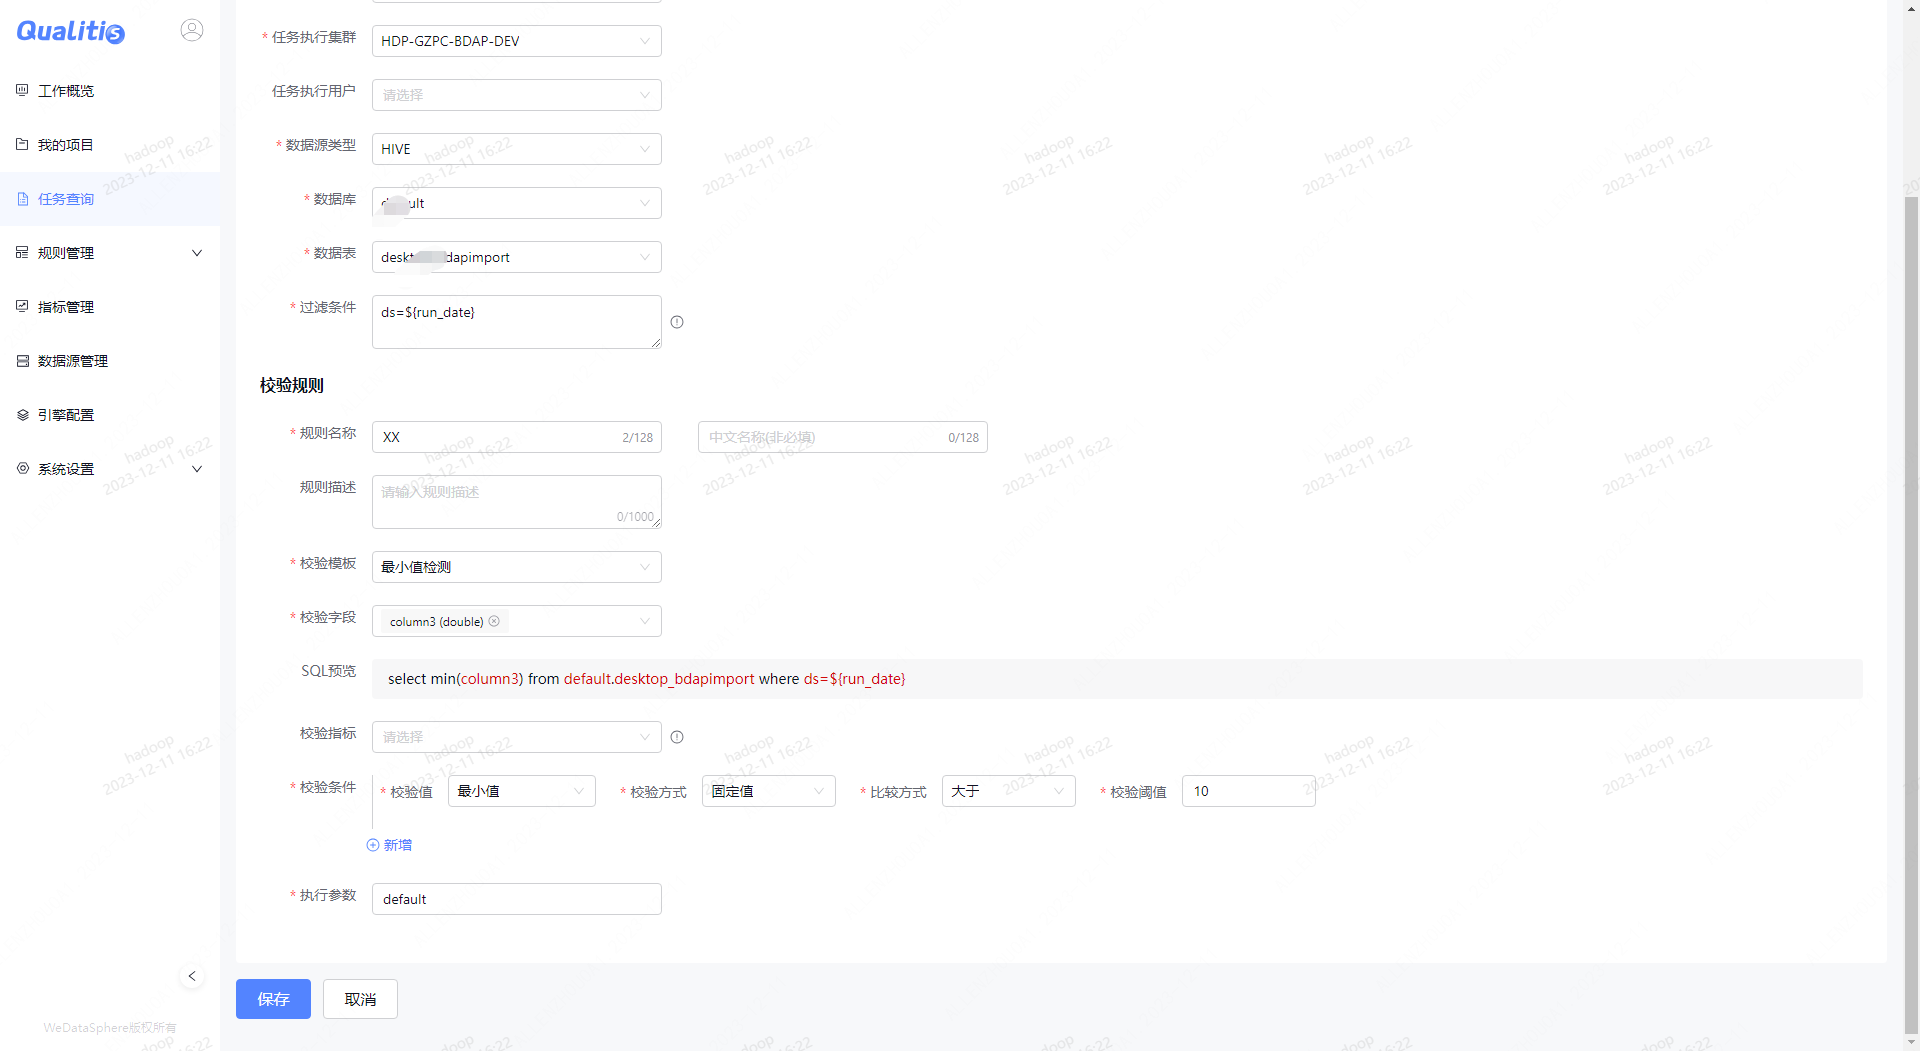 Qualitis
工作概览
我的项目
任务查询
规则管理
指标管理
数据源管理
引擎配置
系统设置
WeDataSphere版权所有
* 任务执行集群 HDP-GZPC-BDAP-DEV
任务执行用户 请选择
* 数据源类型 HIVE
* 数据库 ult
* 数据表 deskt dapimport
* 过滤条件 ds=${run_date}
校验规则
* 规则名称 XX 2/128 中文名称(非必填) 0/128
规则描述 请输入规则描述
0/1000
* 校验模板 最小值检测
* 校验字段 column3 (double)
SQL预览 select min(column3) from default.desktop_bdapimport where ds=${run_date}
校验指标 请选择
* 校验条件 * 校验值 最小值 * 校验方式 固定值 * 比较方式 大于 * 校验阈值 10
新增
* 执行参数 default
保存 取消
hadoop
2023-12-11 16:22